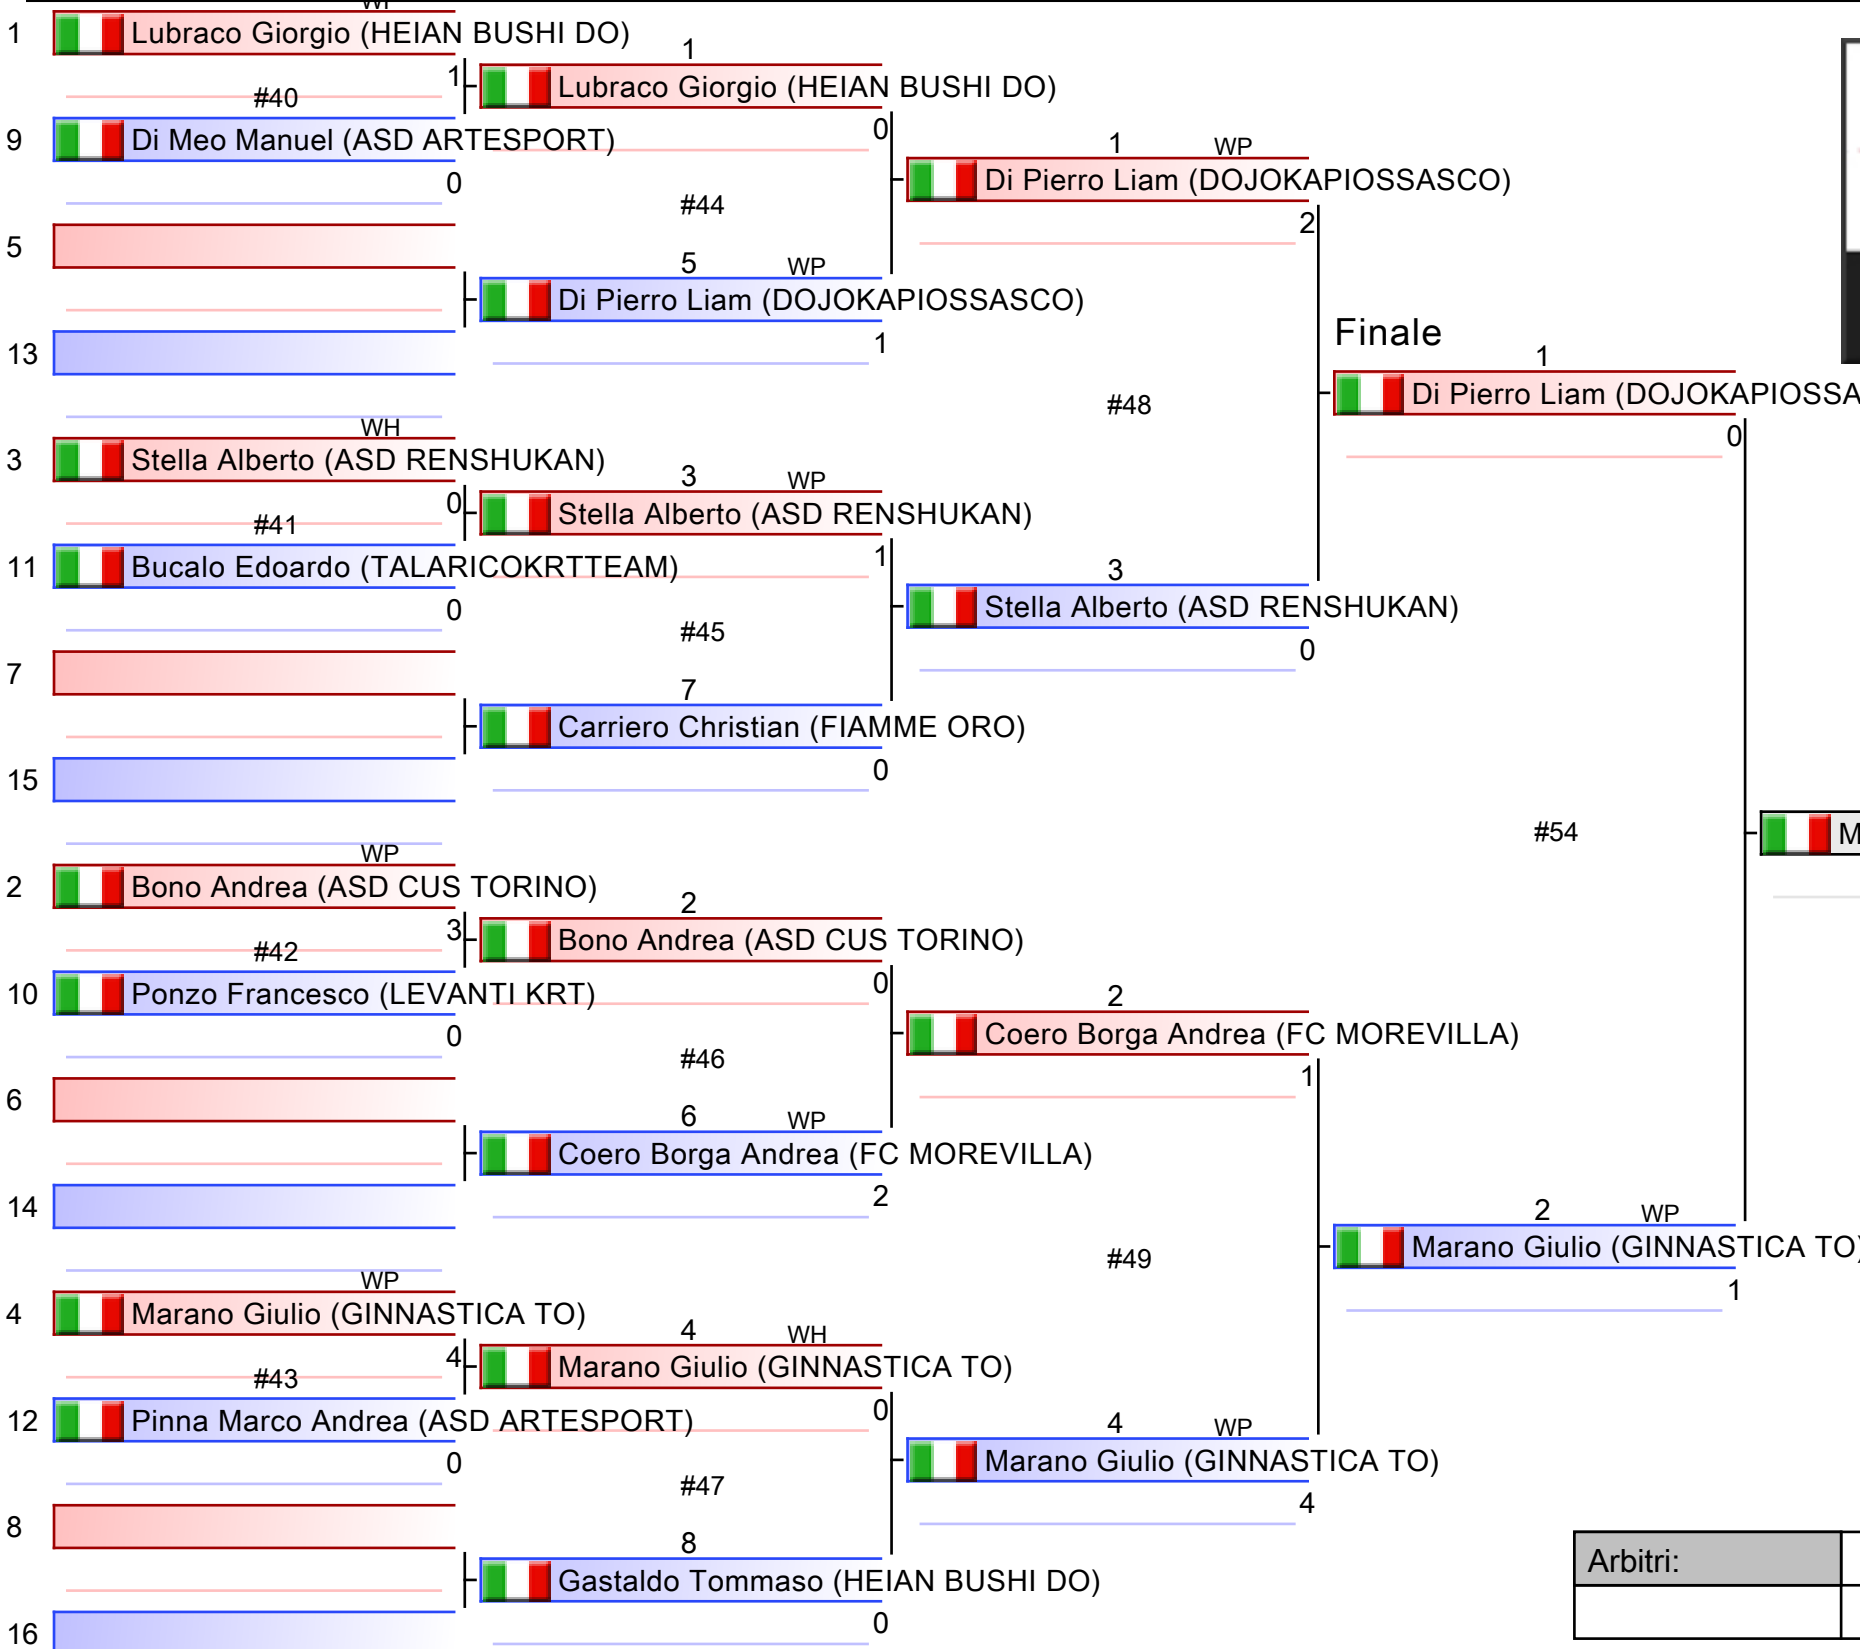 WP
1 Lubraco Giorgio (HEIAN BUSHI DO)
1
#40
9 Di Meo Manuel (ASD ARTESPORT)
0
5
13
WH
3 Stella Alberto (ASD RENSHUKAN)
0
#41
11 Bucalo Edoardo (TALARICOKRTTEAM)
0
7
15
WP
2 Bono Andrea (ASD CUS TORINO)
3
#42
10 Ponzo Francesco (LEVANTI KRT)
0
6
14
WP
4 Marano Giulio (GINNASTICA TO)
4
#43
12 Pinna Marco Andrea (ASD ARTESPORT)
0
8
16
1
Lubraco Giorgio (HEIAN BUSHI DO)
0
#44
5 WP
Di Pierro Liam (DOJOKAPIOSSASCO)
1
3 WP
Stella Alberto (ASD RENSHUKAN)
1
#45
7
Carriero Christian (FIAMME ORO)
0
2
Bono Andrea (ASD CUS TORINO)
0
#46
6 WP
Coero Borga Andrea (FC MOREVILLA)
2
4 WH
Marano Giulio (GINNASTICA TO)
0
#47
8
Gastaldo Tommaso (HEIAN BUSHI DO)
0
1 WP
Di Pierro Liam (DOJOKAPIOSSASCO)
2
#48
3
Stella Alberto (ASD RENSHUKAN)
0
2
Coero Borga Andrea (FC MOREVILLA)
1
#49
4 WP
Marano Giulio (GINNASTICA TO)
4
Finale
1
Di Pierro Liam (DOJOKAPIOSSA
0
#54
2 WP
Marano Giulio (GINNASTICA TO)
1
M
Arbitri: